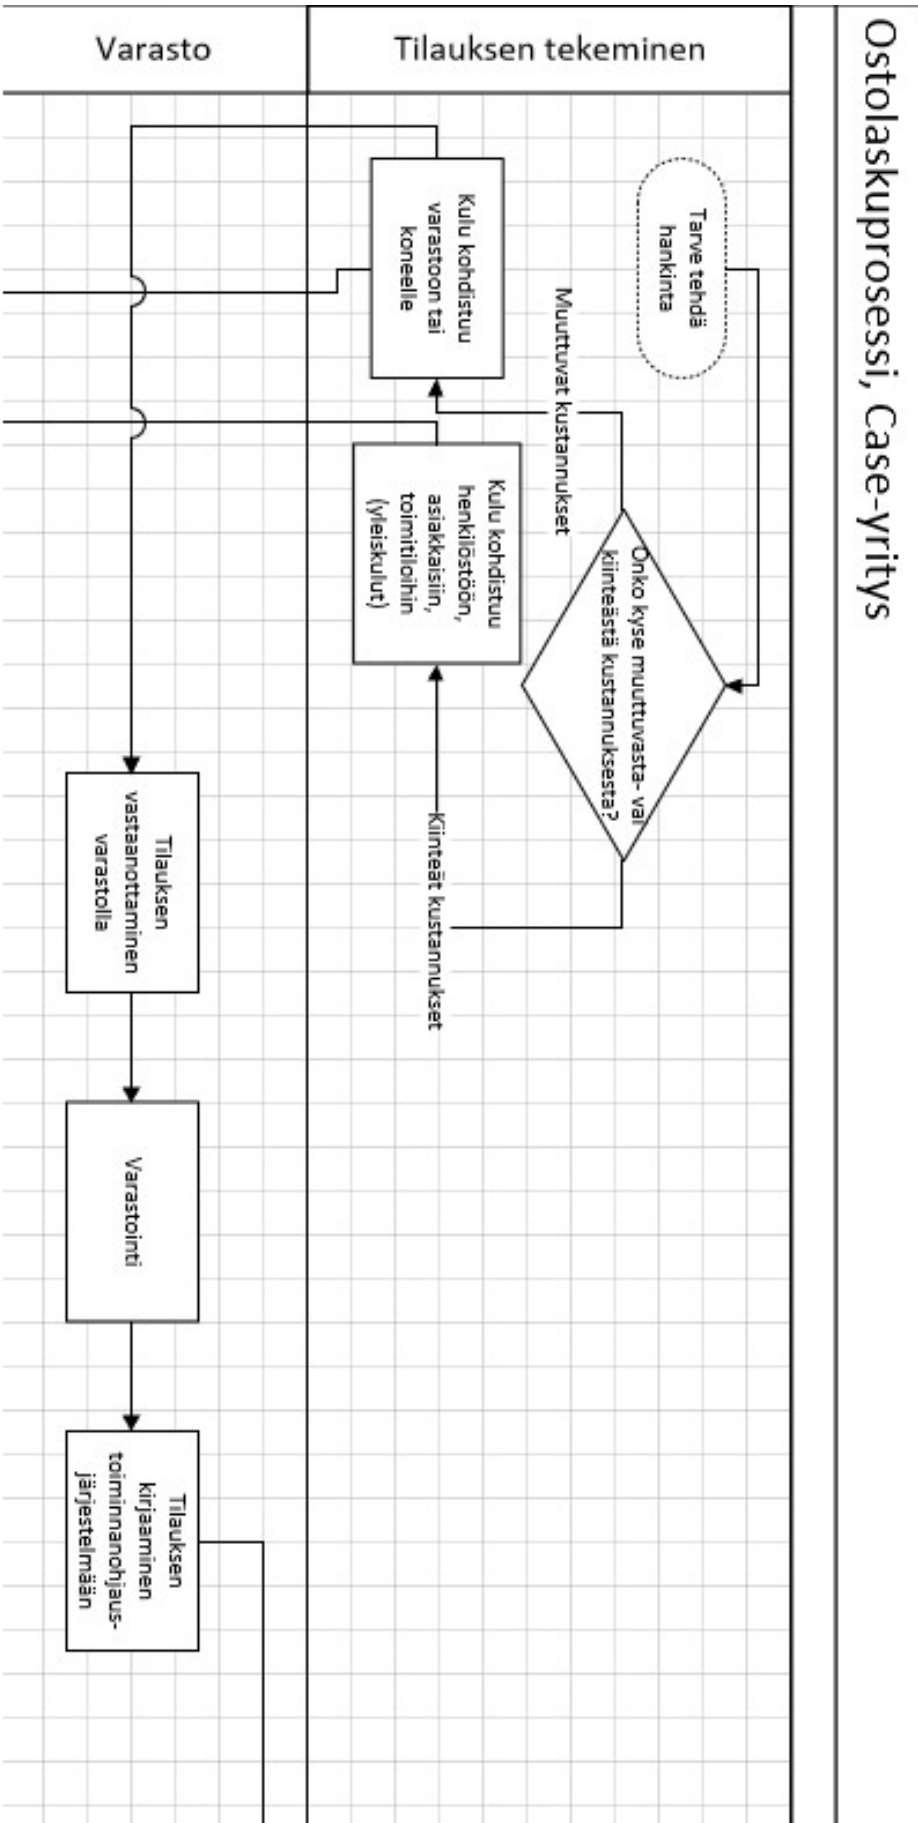 Ostolaskuprosessi, Case-yritys
Tilauksen tekeminen
Tarve tehdä
hankinta
Onko kyse muuttuvasta- vai
kiinteästä kustannuksesta?
Muuttuvat kustannukset
Kulu kohdistuu
varastoon tai
koneelle
Kulu kohdistuu
henkilöstöön,
asiakkaisiin,
toimitiloihin
(yleiskulut)
Kiinteät kustannukset
Varasto
Tilauksen
vastaanottaminen
varastolla
Varastointi
Tilauksen
kirjaaminen
toiminnanohjaus-
järjestelmään